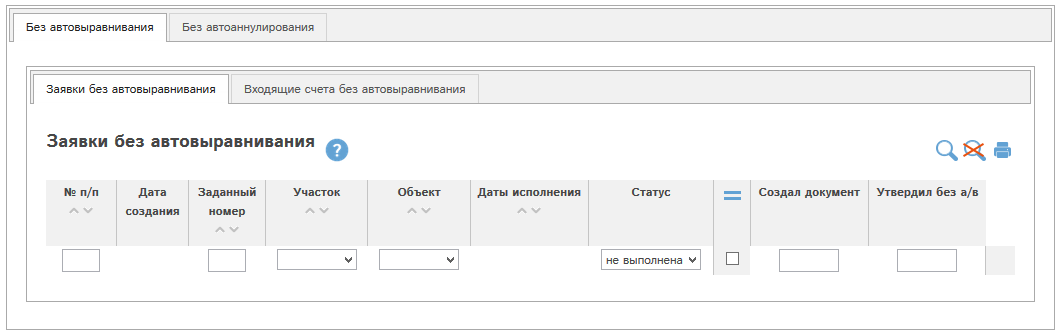 Без автовыравнивания Без автоаннулирования
Заявки без автовыравнивания Входящие счета без автовыравнивания
Заявки без автовыравнивания ?
№ п/п Дата создания Заданный номер Участок Объект Даты исполнения Статус Создал документ Утвердил без а/в
не выполнена